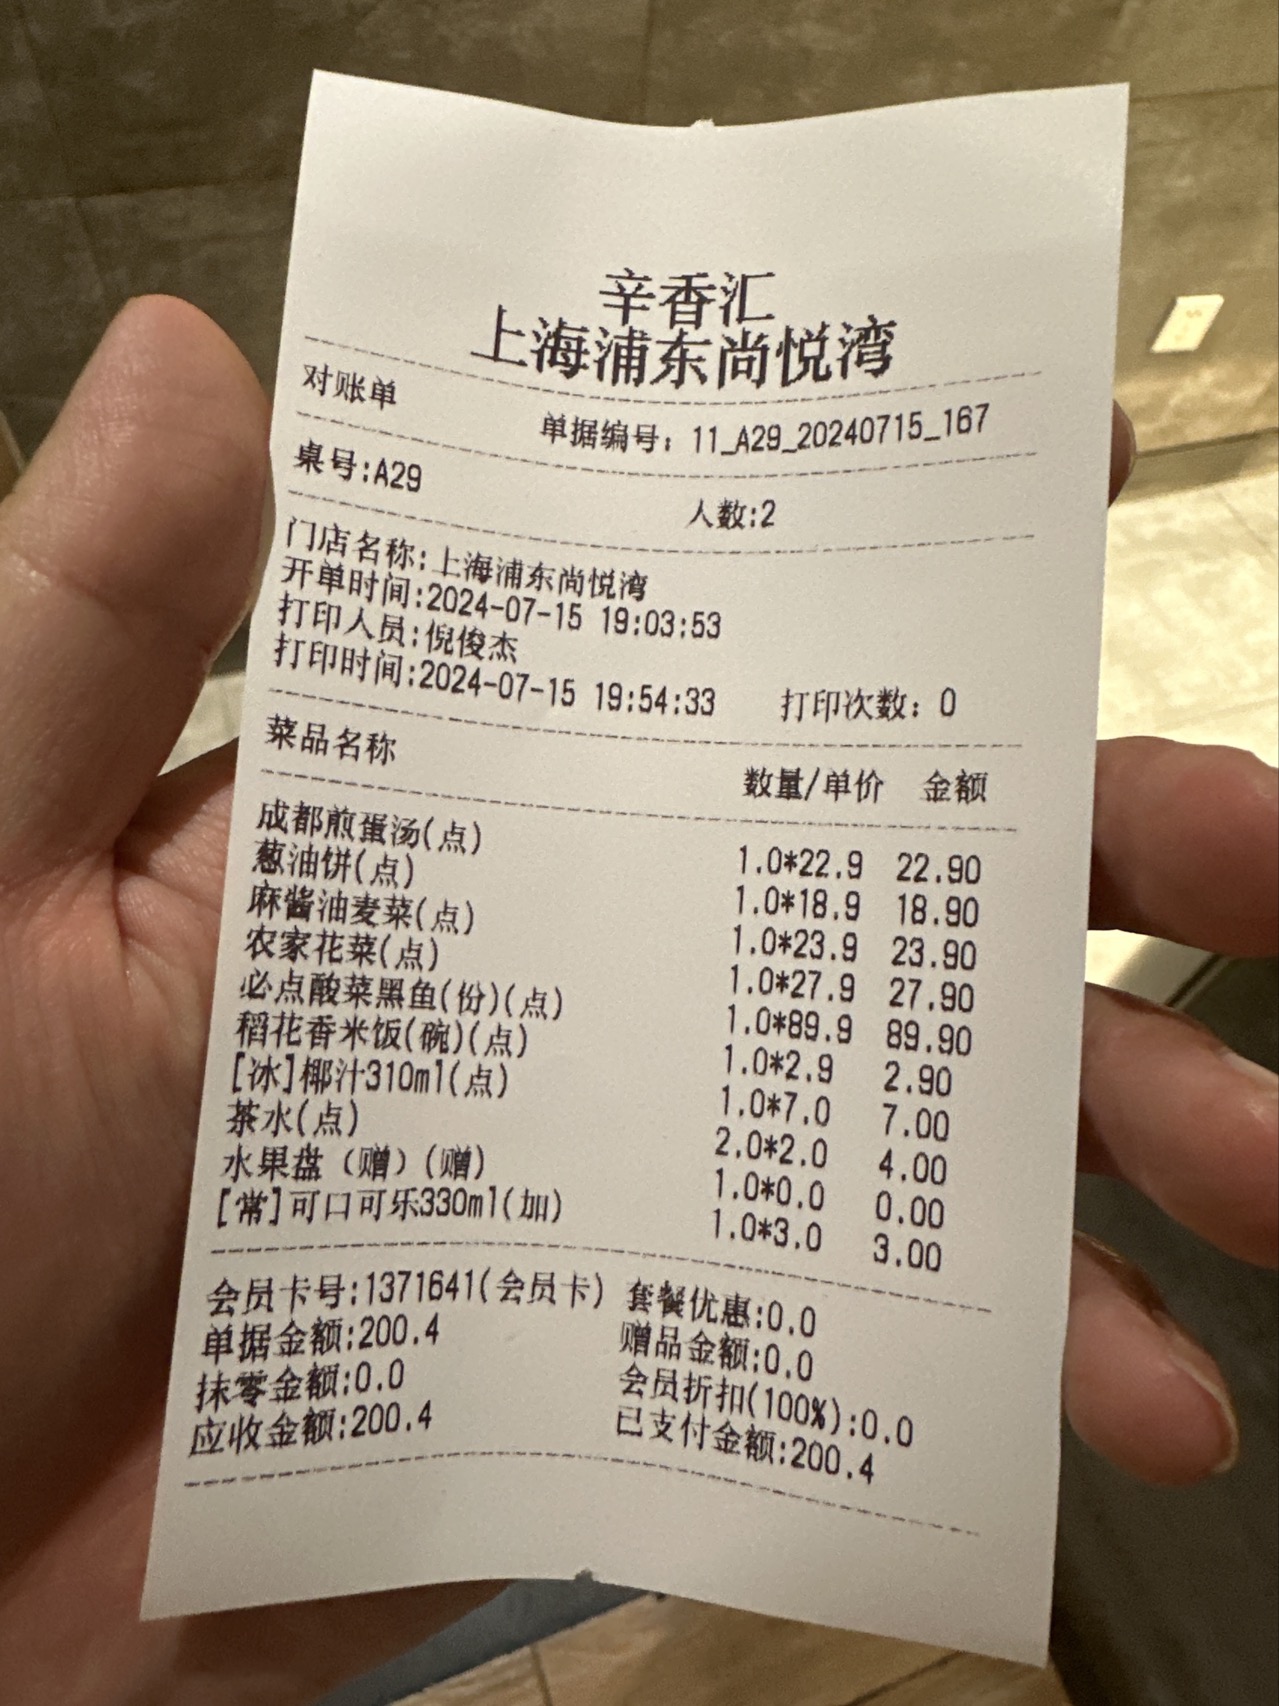 辛香汇
上海浦东尚悦湾
对账单 单据编号：11_A29_20240715_167
桌号:A29 人数:2
门店名称:上海浦东尚悦湾
开单时间:2024-07-15 19:03:53
打印人员:倪俊杰
打印时间:2024-07-15 19:54:33 打印次数：0
菜品名称 数量/单价 金额
成都煎蛋汤(点) 1.0*22.9 22.90
葱油饼(点) 1.0*18.9 18.90
麻酱油麦菜(点) 1.0*23.9 23.90
农家花菜(点) 1.0*27.9 27.90
必点酸菜黑鱼(份)(点) 1.0*89.9 89.90
稻花香米饭(碗)(点) 1.0*2.9 2.90
[冰]椰汁310ml(点) 1.0*7.0 7.00
茶水(点) 2.0*2.0 4.00
水果盘（赠）(赠) 1.0*0.0 0.00
[常]可口可乐330ml(加) 1.0*3.0 3.00
会员卡号:1371641(会员卡) 套餐优惠:0.0
单据金额:200.4 赠品金额:0.0
抹零金额:0.0 会员折扣(100%):0.0
应收金额:200.4 已支付金额:200.4